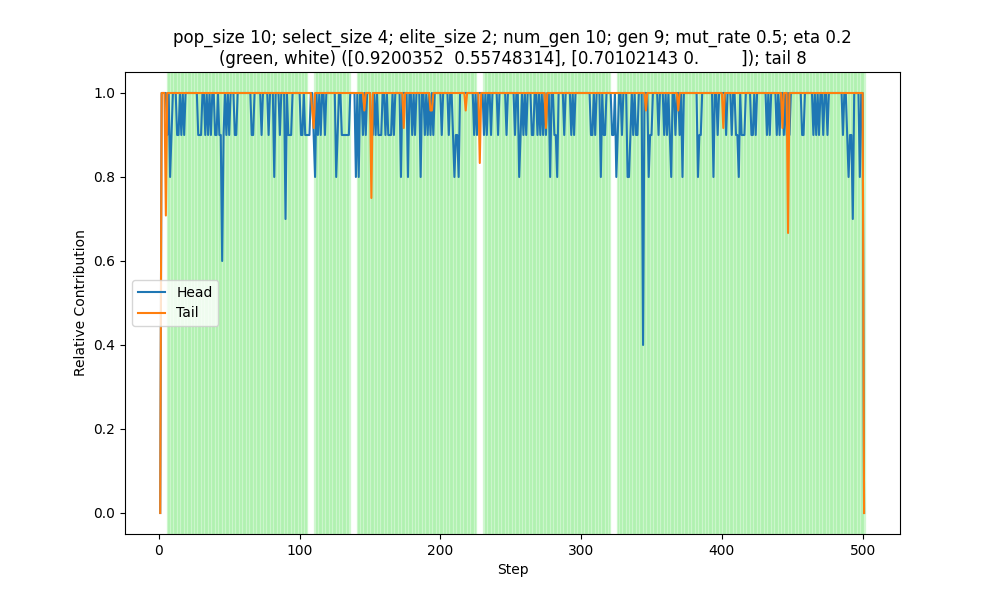 pop_size 10; select_size 4; elite_size 2; num_gen 10; gen 9; mut_rate 0.5; eta 0.2
(green, white) ([0.9200352  0.55748314], [0.70102143 0.        ]); tail 8
1.0
0.8
0.6
0.4
0.2
0.0
Relative Contribution
Head
Tail
0
100
200
300
400
500
Step